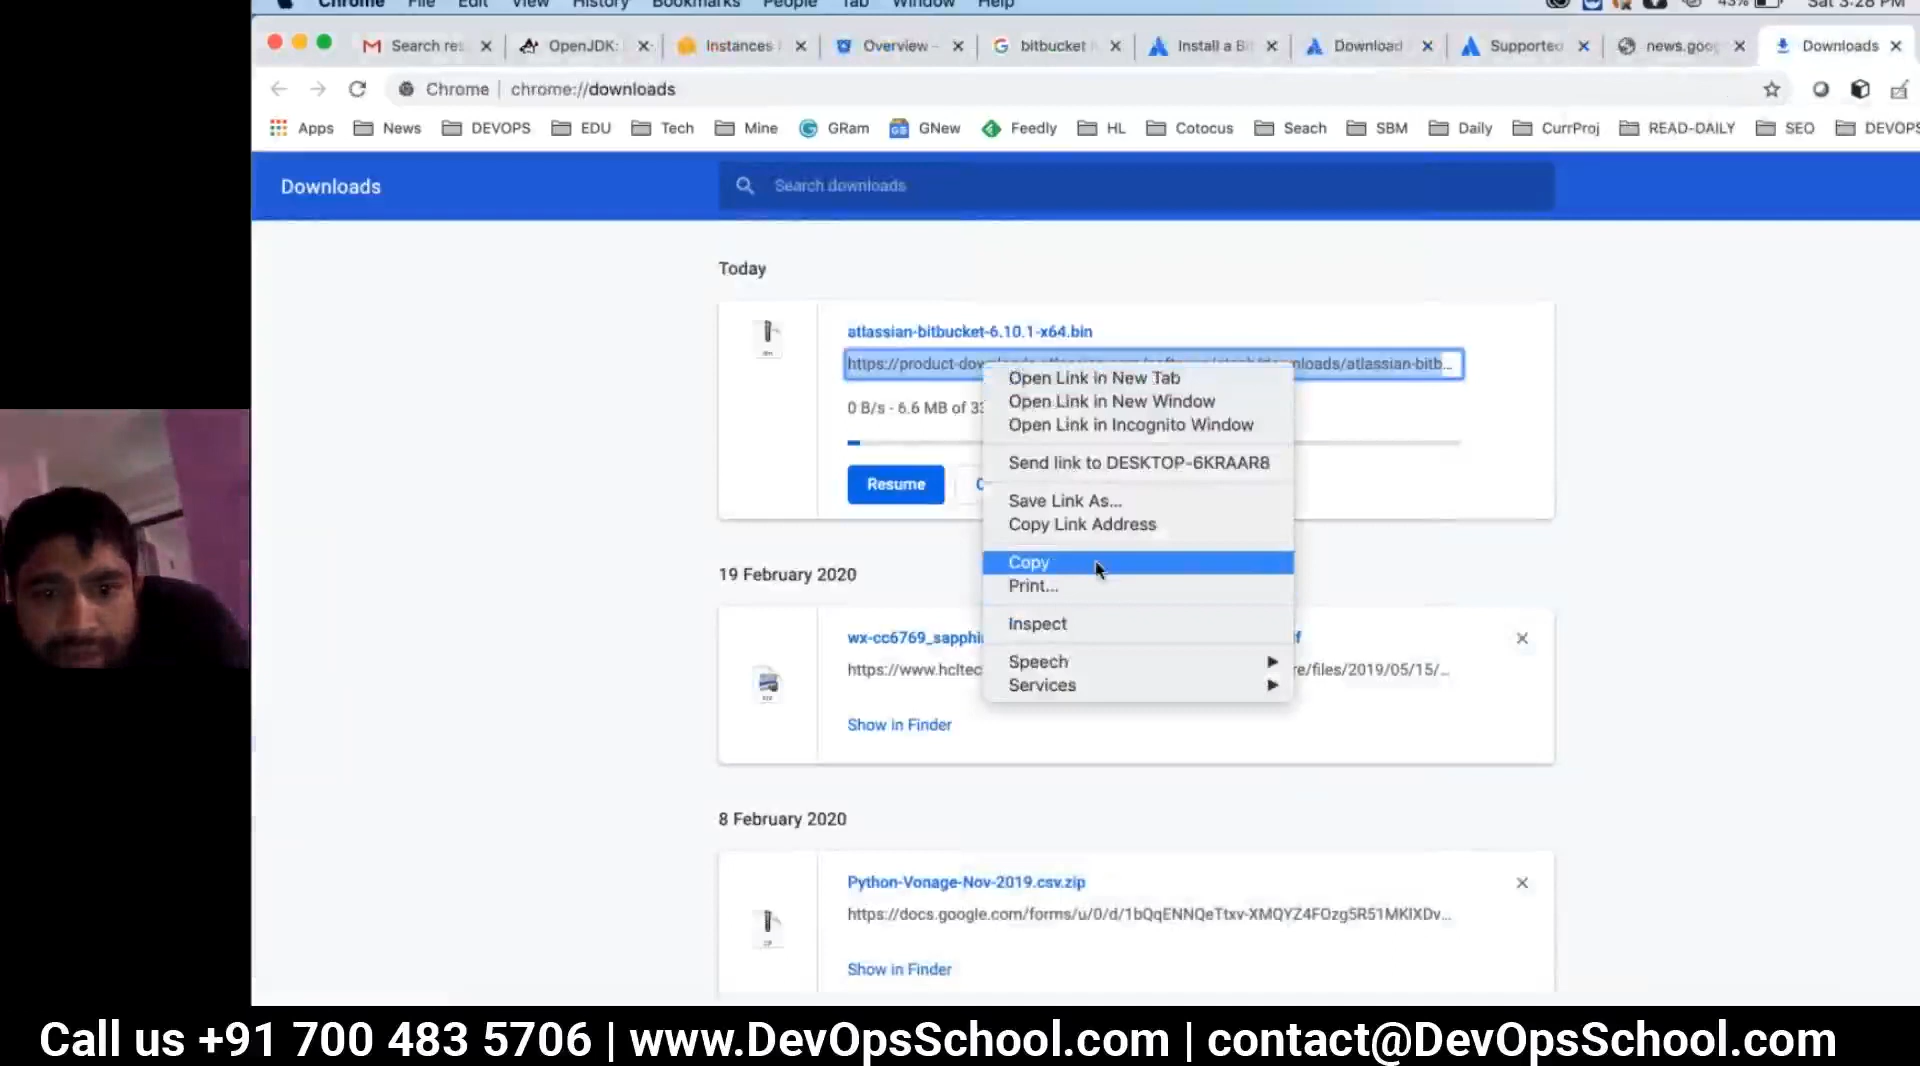 Chrome File Edit View History Bookmarks People Tab Window Help 43% Sat 3:28 PM
Search res OpenJDK: Instances Overview - bitbucket Install a Bi Download Supported news.goog Downloads
Chrome | chrome://downloads
Apps News DEVOPS EDU Tech Mine GRam GNew Feedly HL Cotocus Seach SBM Daily CurrProj READ-DAILY SEO DEVOPS
Downloads
Search downloads
Today
atlassian-bitbucket-6.10.1-x64.bin
https://product-dow nloads/atlassian-bitb...
0 B/s - 6.6 MB of 33
Resume
Open Link in New Tab
Open Link in New Window
Open Link in Incognito Window
Send link to DESKTOP-6KRAAR8
Save Link As...
Copy Link Address
Copy
Print...
Inspect
Speech
Services
19 February 2020
wx-cc6769_sapphi f
https://www.hcltec re/files/2019/05/15/...
Show in Finder
8 February 2020
Python-Vonage-Nov-2019.csv.zip
https://docs.google.com/forms/u/0/d/1bQqENNQeTtxv-XMQYZ4FOzg5R51MKIXDv...
Show in Finder
Call us +91 700 483 5706 | www.DevOpsSchool.com | contact@DevOpsSchool.com